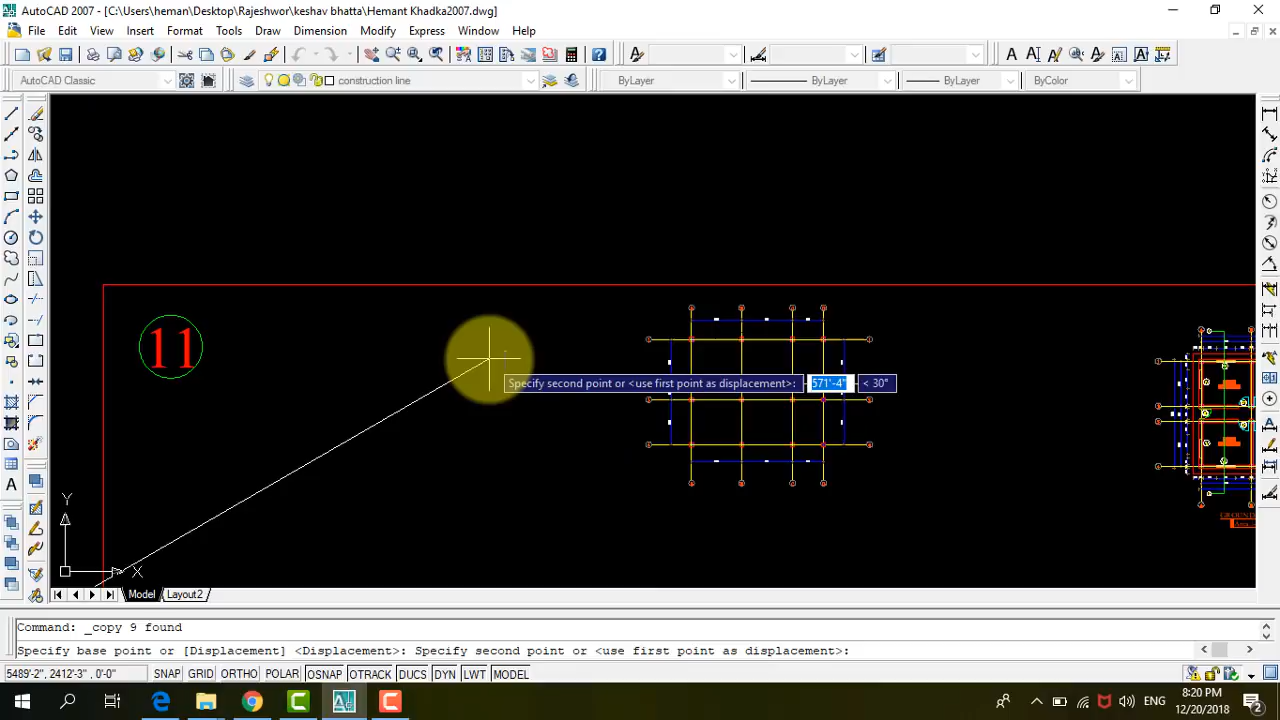 AutoCAD 2007 - [C:\Users\heman\Desktop\Rajeshwor\keshav bhatta\Hemant Khadka2007.dwg]
File Edit View Insert Format Tools Draw Dimension Modify Express Window Help
AutoCAD Classic construction line ByLayer ByLayer ByLayer ByColor
11
Specify second point or <use first point as displacement>: 571'-4" < 30°
Y
X
Model Layout2
Command: _copy 9 found
Specify base point or [Displacement] <Displacement>: Specify second point or <use first point as displacement>:
5489'-2", 2412'-3", 0'-0" SNAP GRID ORTHO POLAR OSNAP OTRACK DUCS DYN LWT MODEL
ENG
8:20 PM
12/20/2018
2